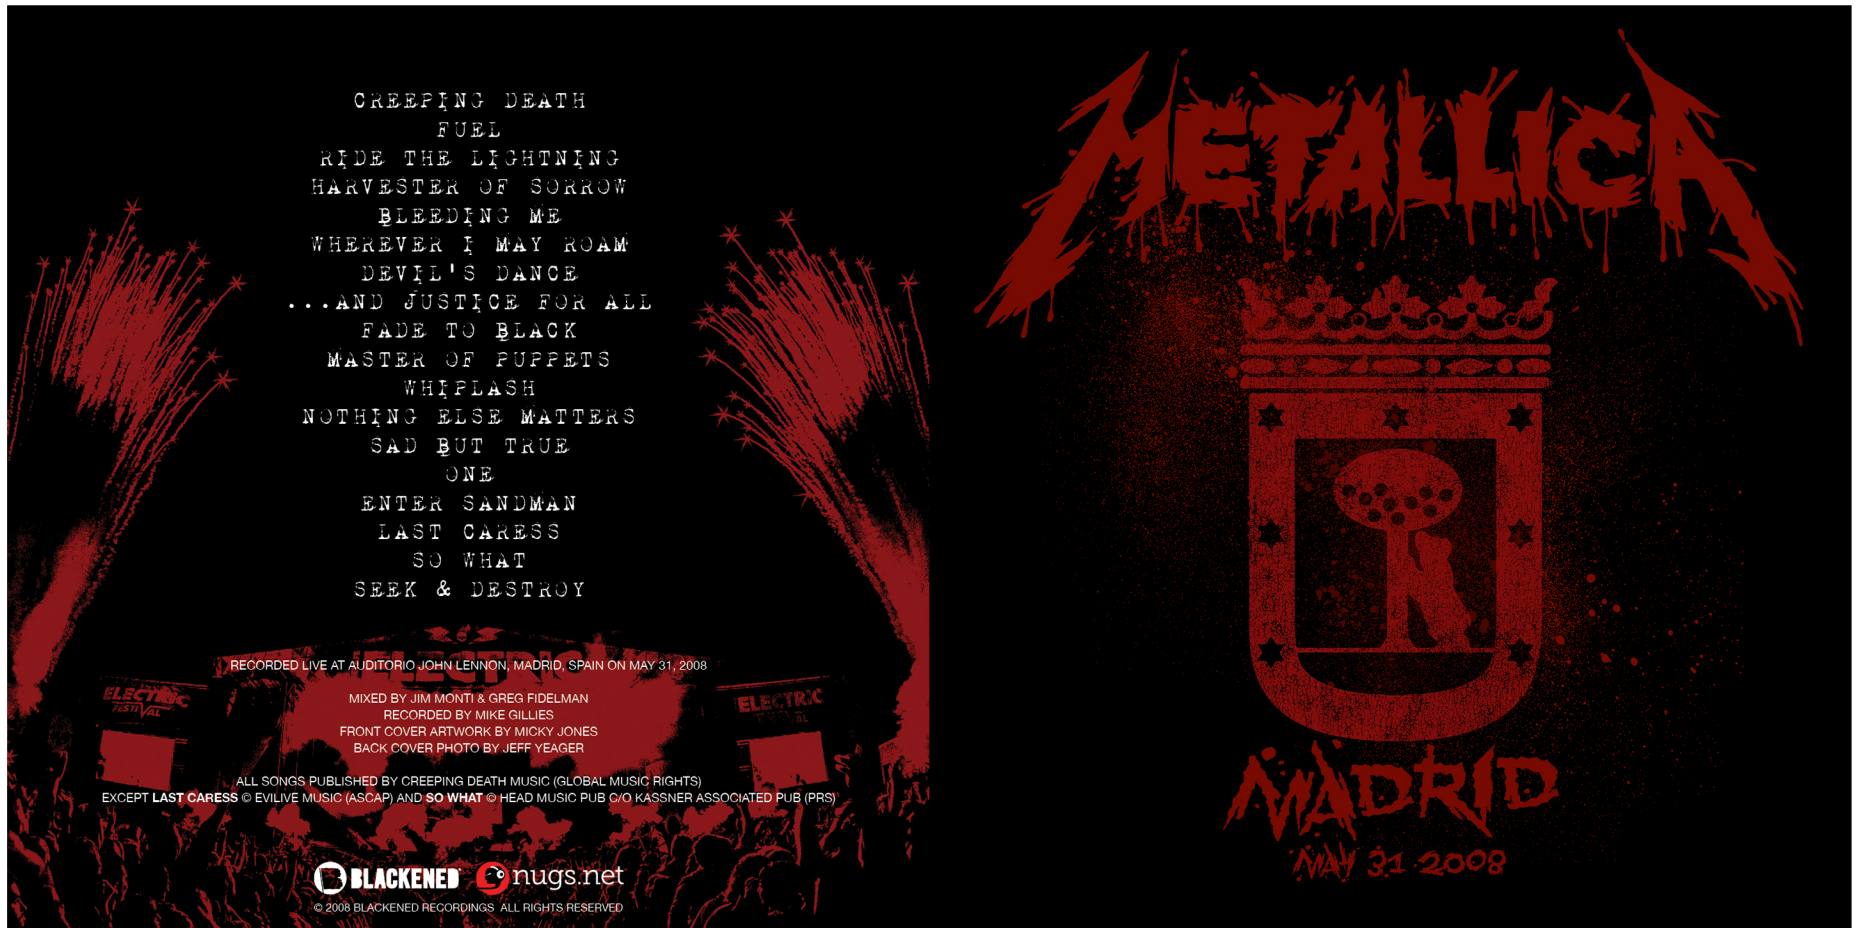 CREEPING DEATH
FUEL
RIDE THE LIGHTNING
HARVESTER OF SORROW
BLEEDING ME
WHEREVER I MAY ROAM
DEVIL'S DANCE
...AND JUSTICE FOR ALL
FADE TO BLACK
MASTER OF PUPPETS
WHIPLASH
NOTHING ELSE MATTERS
SAD BUT TRUE
ONE
ENTER SANDMAN
LAST CARESS
SO WHAT
SEEK & DESTROY
ELECTRIC
RECORDED LIVE AT AUDITORIO JOHN LENNON, MADRID, SPAIN ON MAY 31, 2008
MIXED BY JIM MONTI & GREG FIDELMAN
RECORDED BY MIKE GILLIES
FRONT COVER ARTWORK BY MICKY JONES
BACK COVER PHOTO BY JEFF YEAGER
ELECTRIC
FESTIVAL
ELECTRIC
ALL SONGS PUBLISHED BY CREEPING DEATH MUSIC (GLOBAL MUSIC RIGHTS)
EXCEPT LAST CARESS © EVILIVE MUSIC (ASCAP) AND SO WHAT © HEAD MUSIC PUB C/O KASSNER ASSOCIATED PUB (PRS)
BLACKENED nugs.net
© 2008 BLACKENED RECORDINGS ALL RIGHTS RESERVED
METALLICA
MADRID
MAY 31 2008